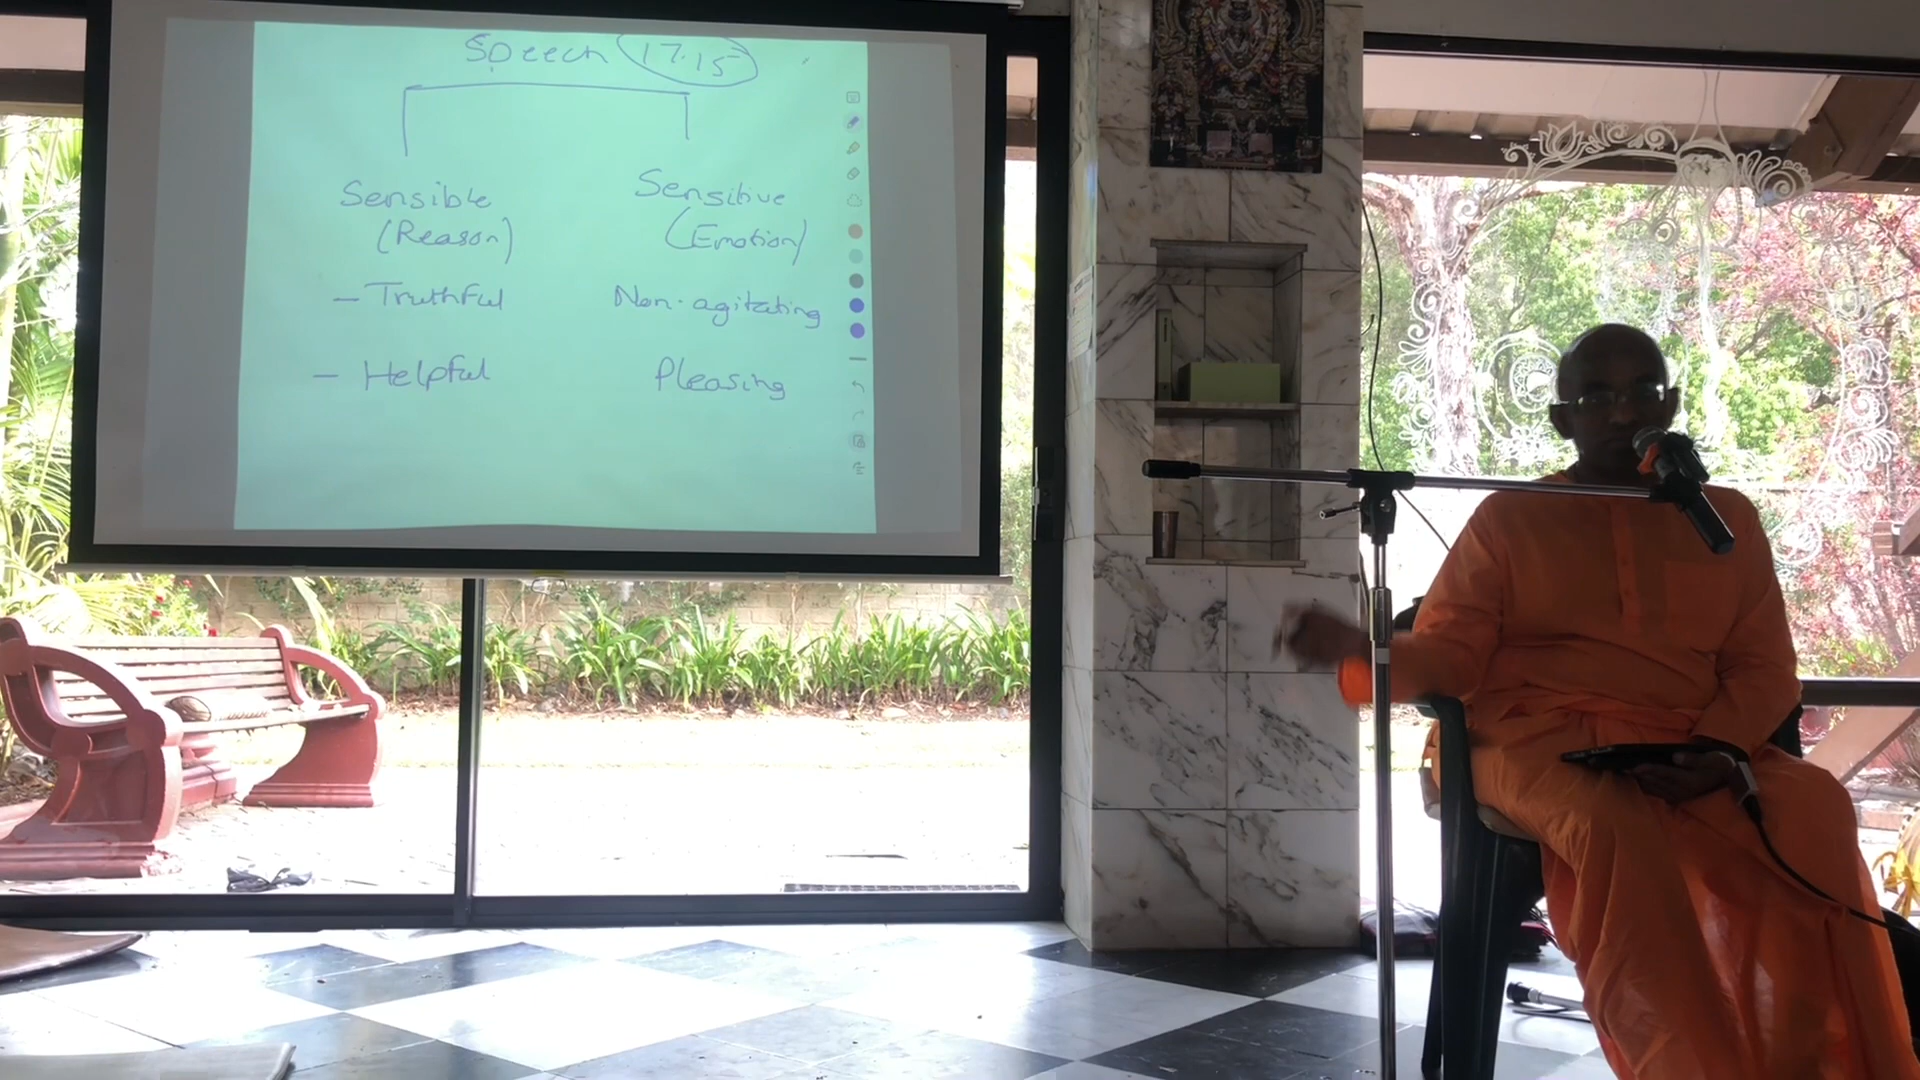 Speech 17.15
Sensible Sensitive
(Reason) (Emotion)
- Truthful Non-agitating
- Helpful Pleasing